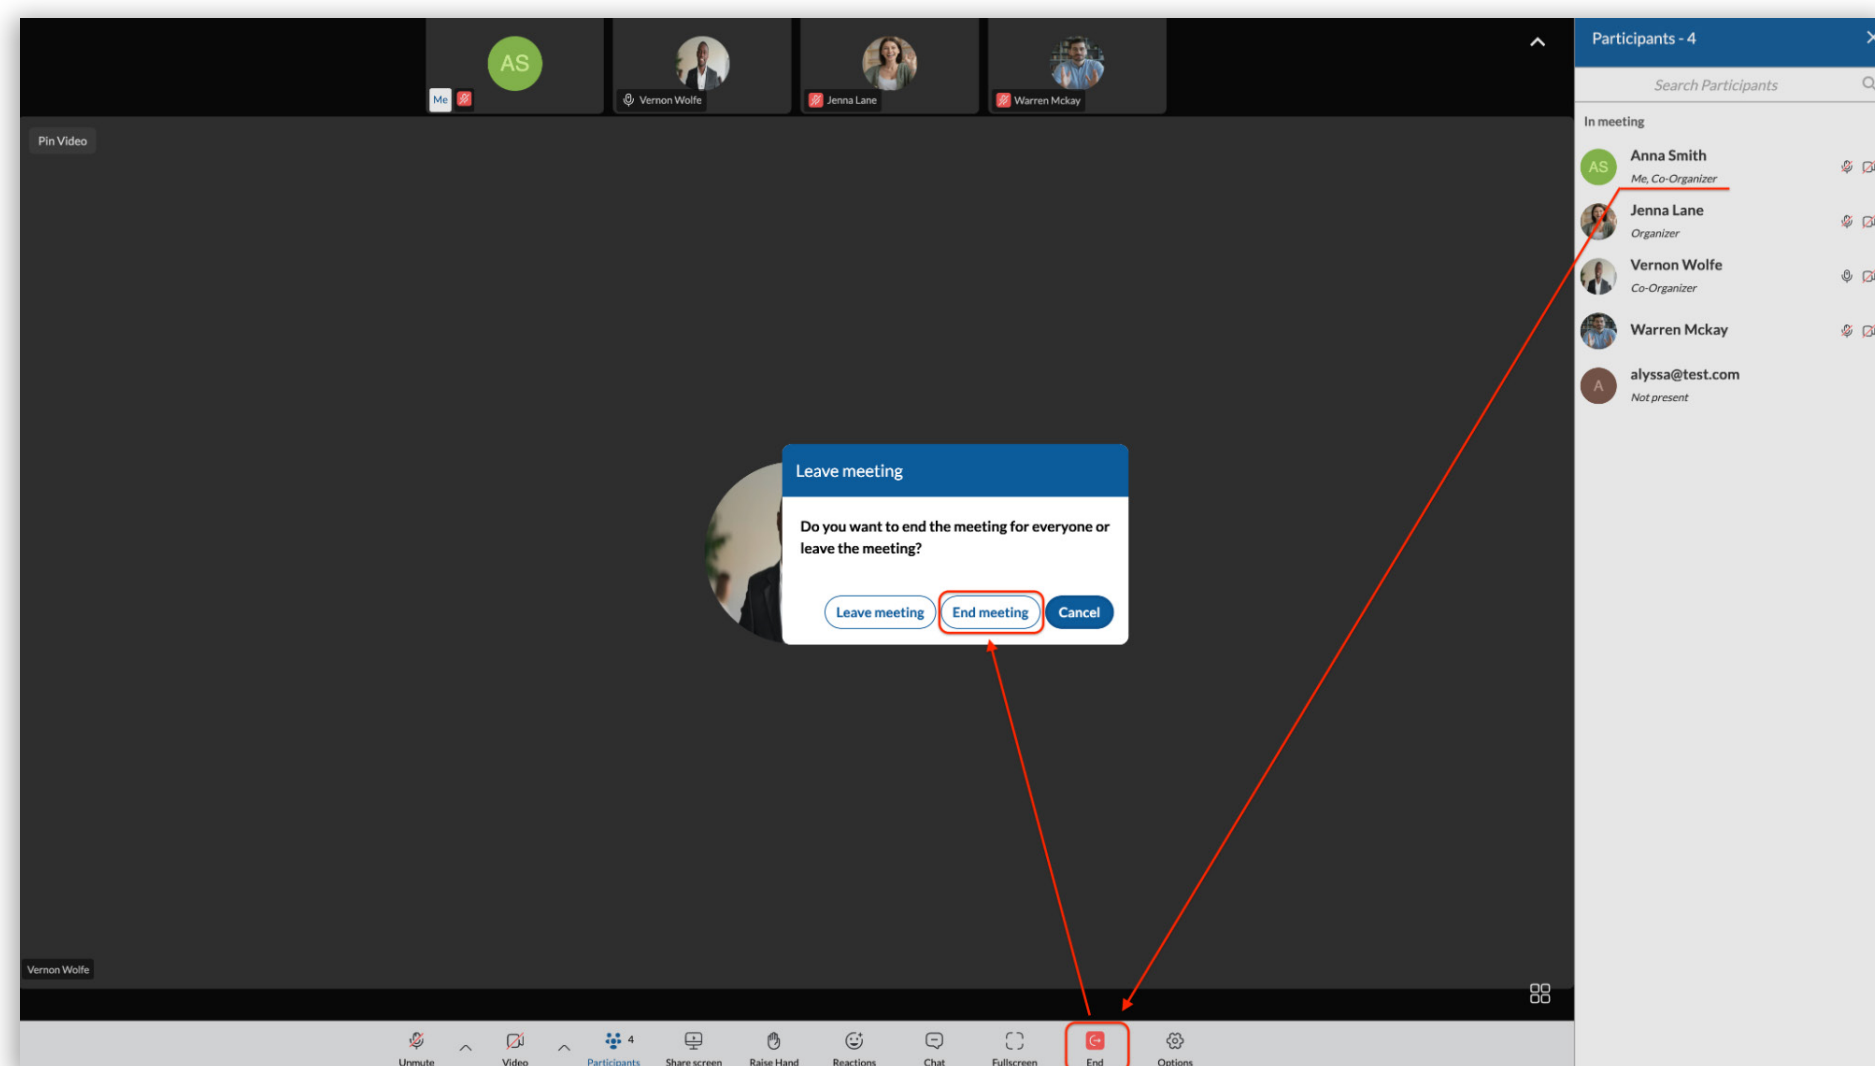 AS
Me
Vernon Wolfe
Jenna Lane
Warren Mckay
Pin Video
Participants - 4
Search Participants
In meeting
AS
Anna Smith
Me, Co-Organizer
Jenna Lane
Organizer
Vernon Wolfe
Co-Organizer
Warren Mckay
A
alyssa@test.com
Not present
Leave meeting
Do you want to end the meeting for everyone or
leave the meeting?
Leave meeting
End meeting
Cancel
Vernon Wolfe
4
Unmute
Video
Participants
Share screen
Raise Hand
Reactions
Chat
Fullscreen
End
Options